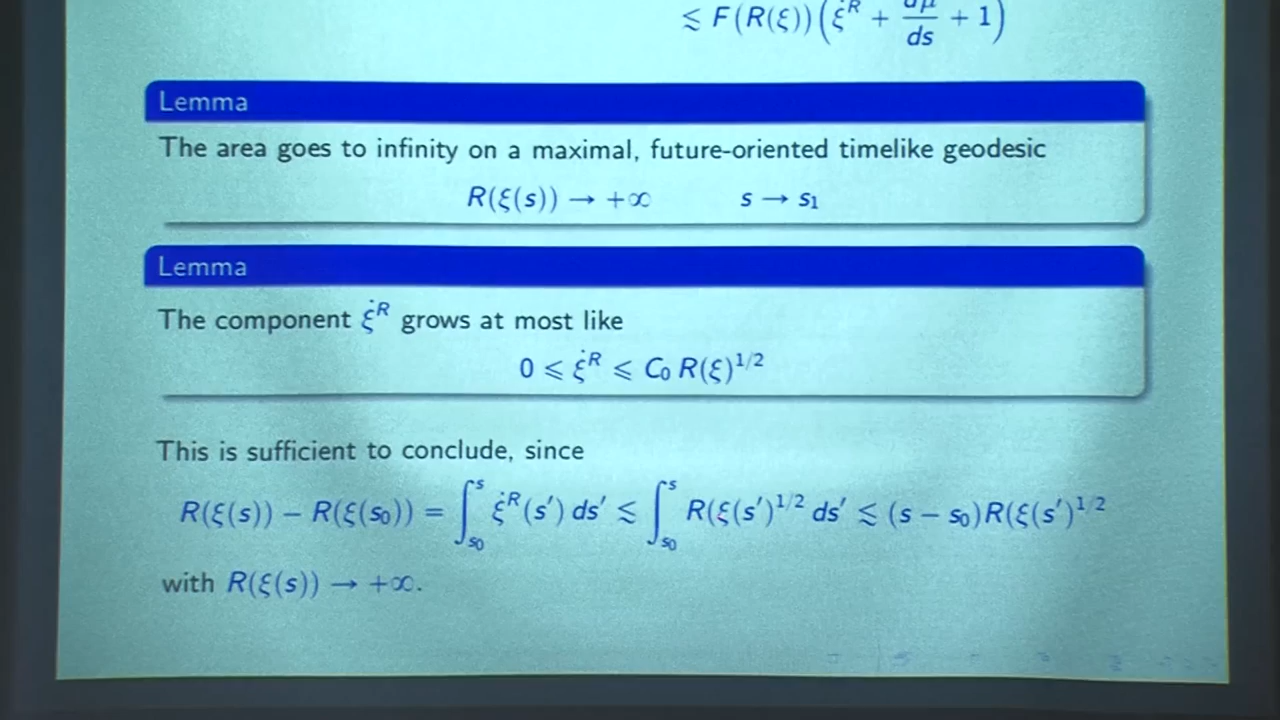 ≲ F(R(ξ))(ξ̇ᴿ + dμ/ds + 1)
Lemma
The area goes to infinity on a maximal, future-oriented timelike geodesic
R(ξ(s)) → +∞ s → s₁
Lemma
The component ξ̇ᴿ grows at most like
0 ⩽ ξ̇ᴿ ⩽ C₀ R(ξ)^{1/2}
This is sufficient to conclude, since
R(ξ(s)) − R(ξ(s₀)) = ∫_{s₀}^{s} ξ̇ᴿ(s′) ds′ ≲ ∫_{s₀}^{s} R(ξ(s′)^{1/2} ds′ ≲ (s − s₀)R(ξ(s′)^{1/2}
with R(ξ(s)) → +∞.